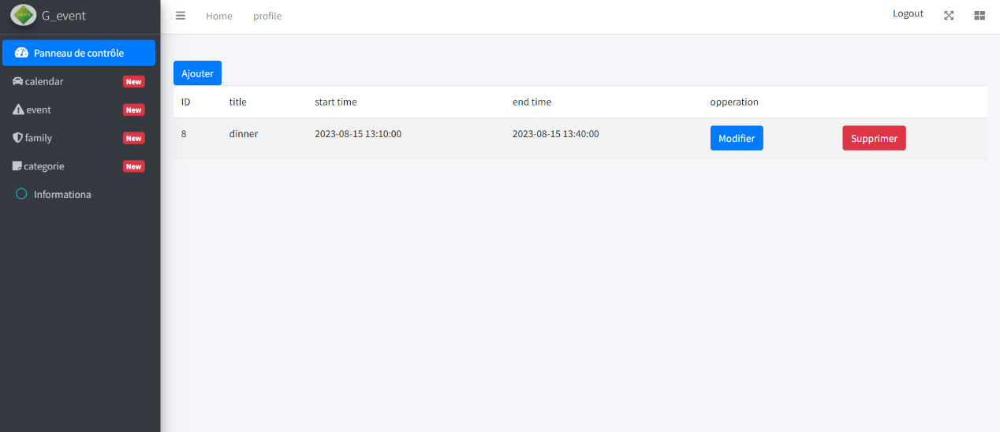 G_event
Home profile Logout
Panneau de contrôle
calendar New
event New
family New
categorie New
Informationa
Ajouter
ID title start time end time opperation
8 dinner 2023-08-15 13:10:00 2023-08-15 13:40:00 Modifier Supprimer